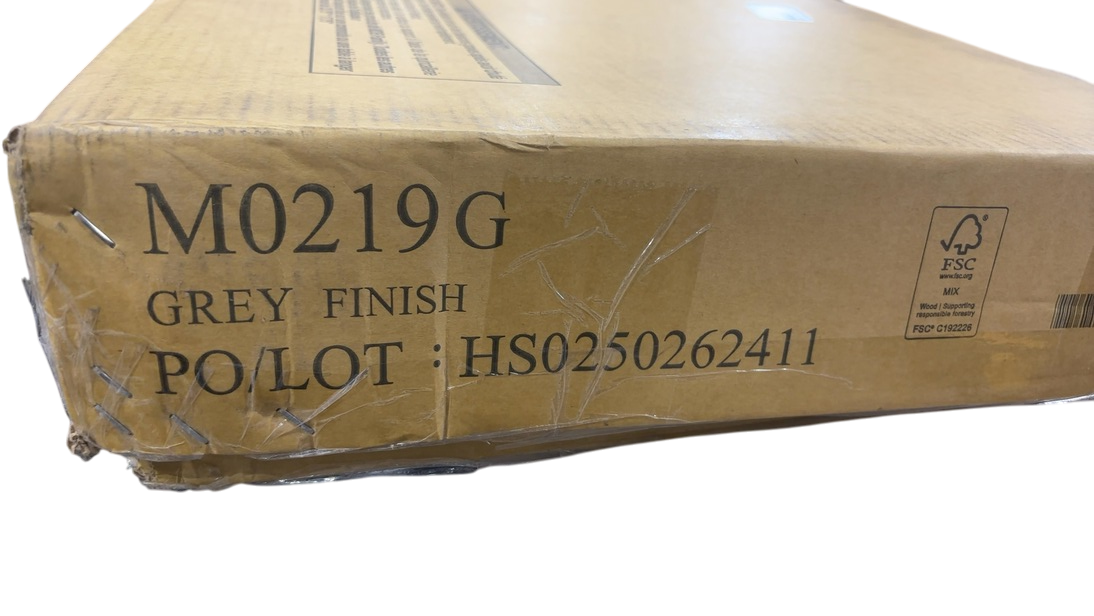 M0219G
GREY FINISH
PO/LOT : HS0250262411
FSC
www.fsc.org
MIX
Wood | Supporting
responsible forestry
FSC® C192226